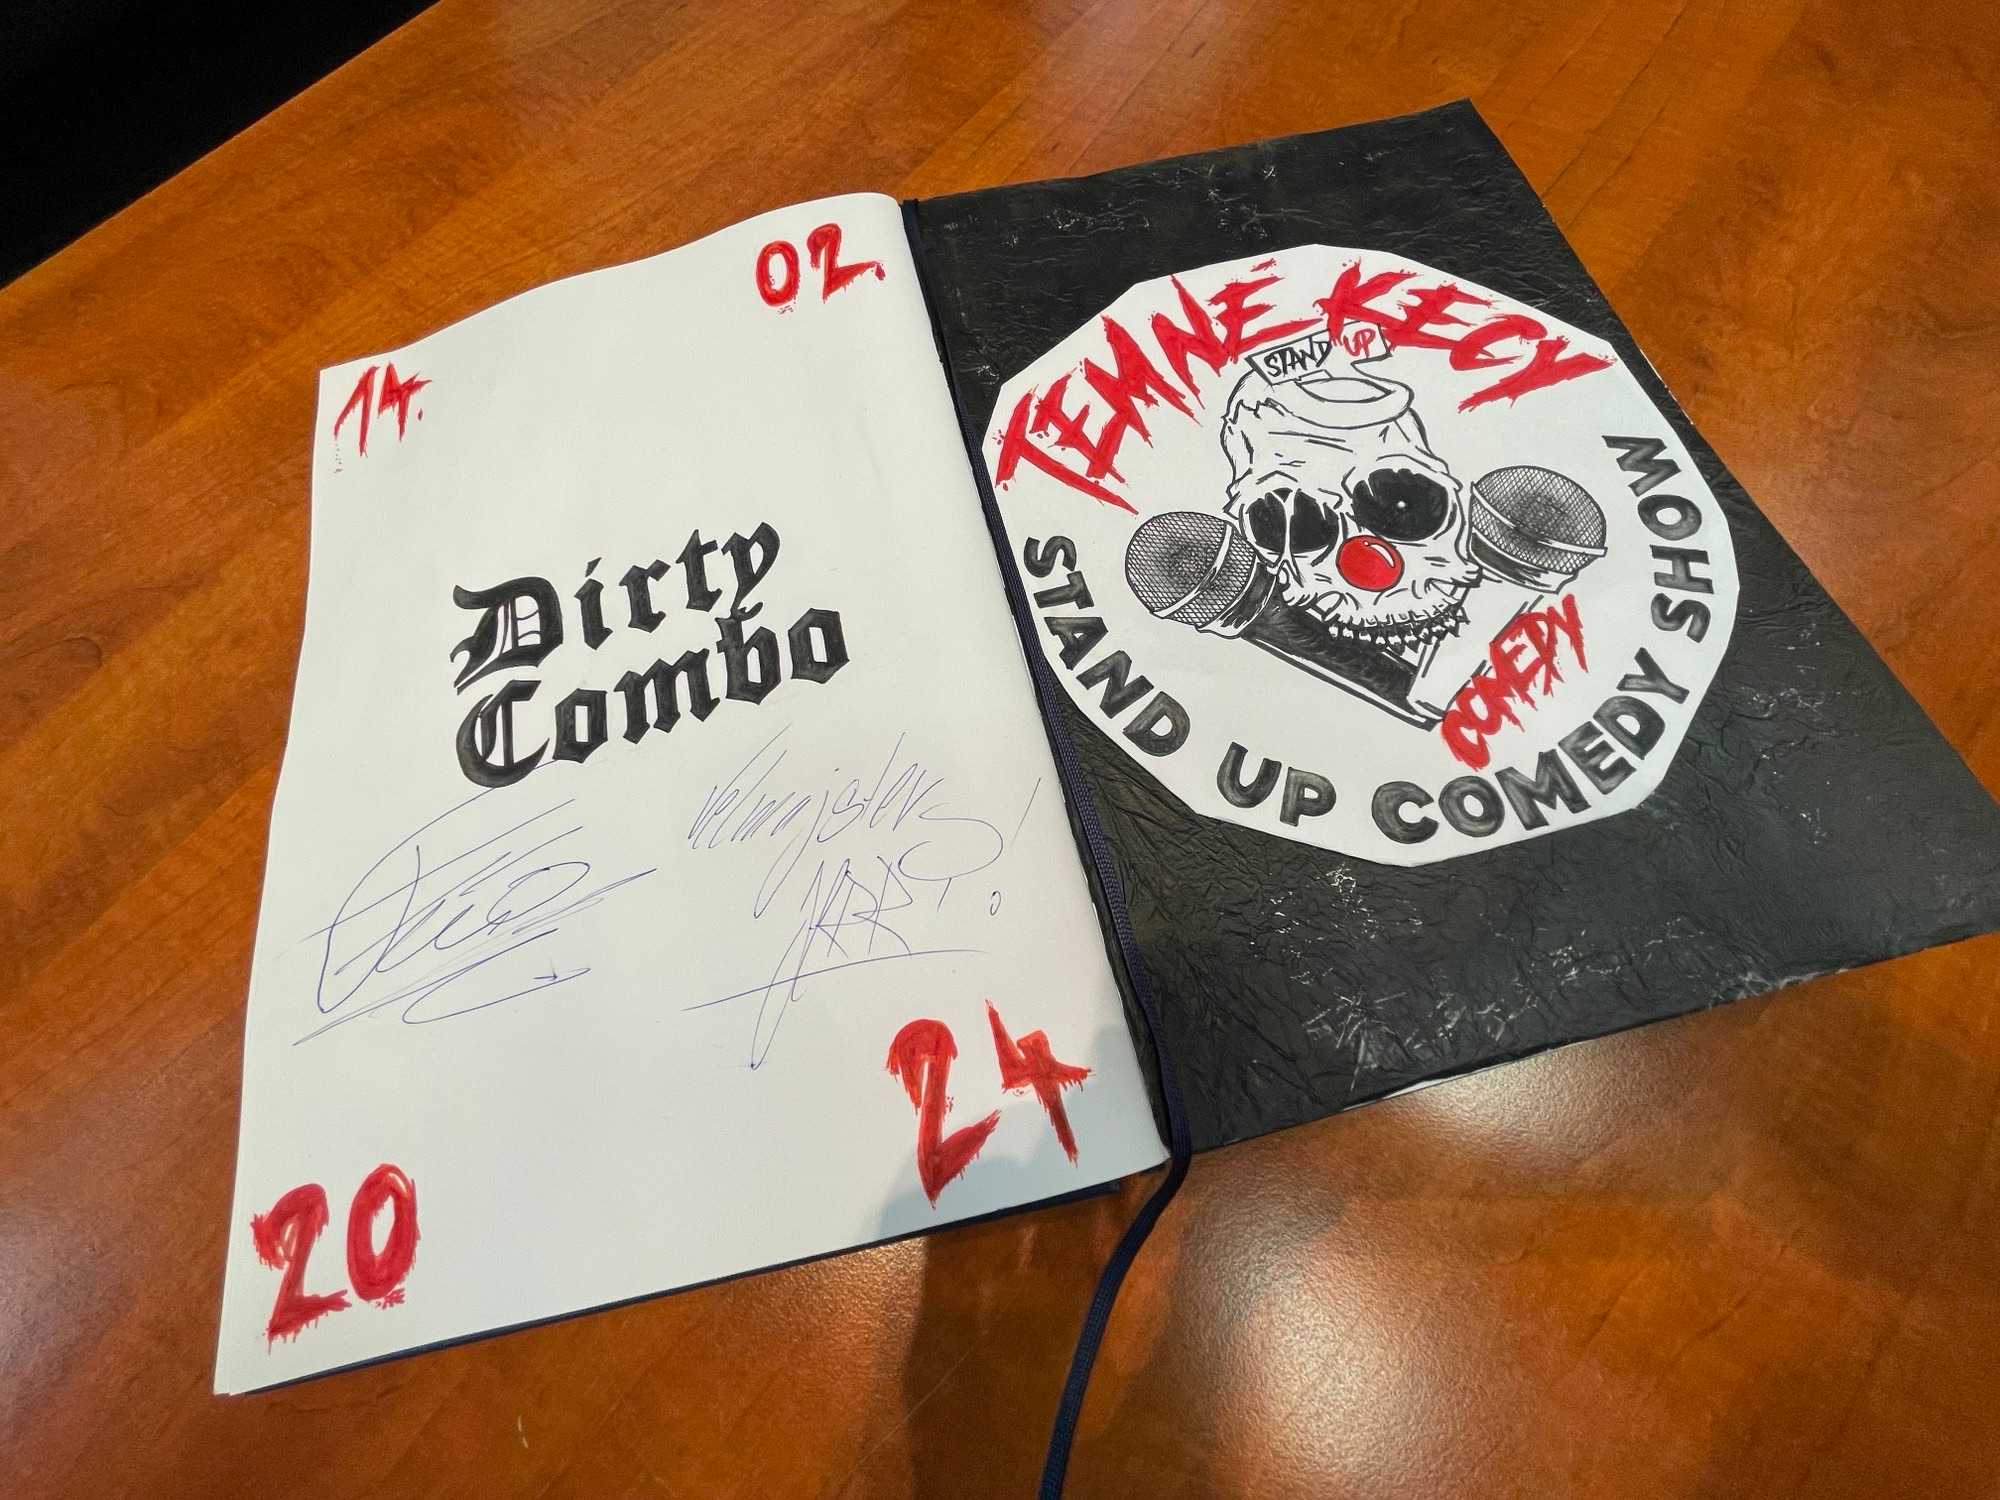 14.
02.
Dirty
Combo
20
24
TEMNÉ KECY
STAND UP
COMEDY
STAND UP COMEDY SHOW